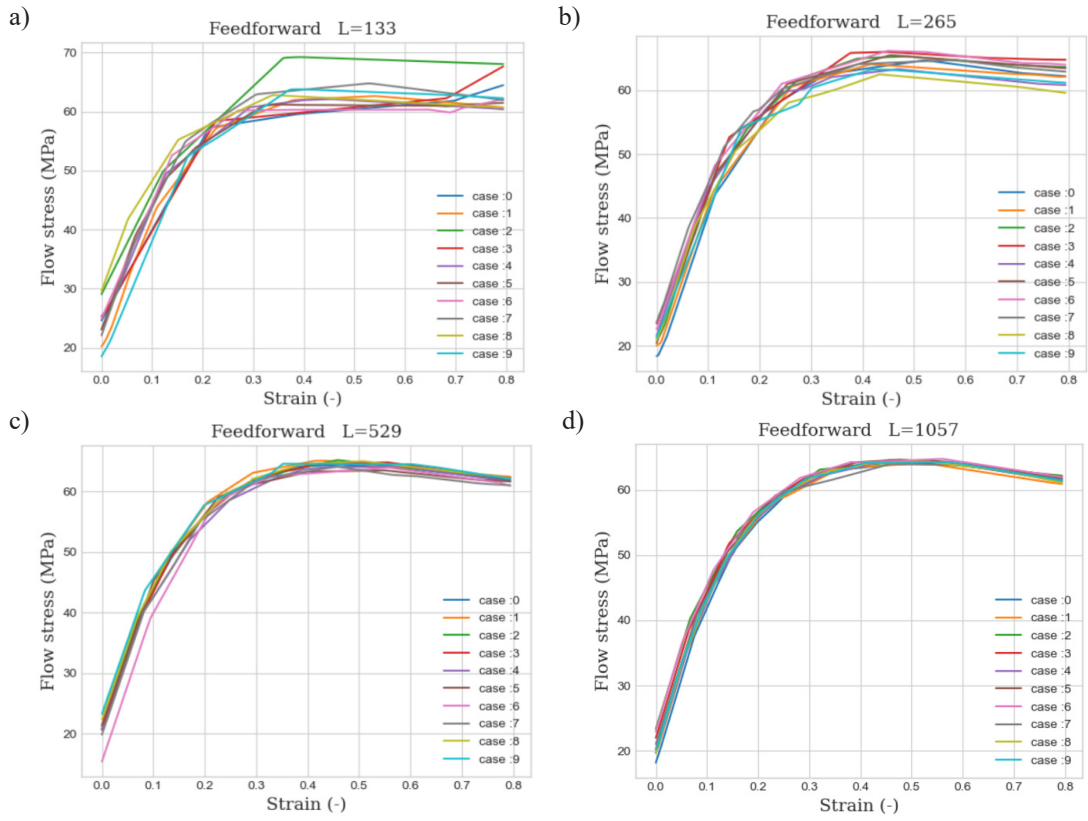 a)
Feedforward L=133
70
60
50
40
30
20
Flow stress (MPa)
case :0
case :1
case :2
case :3
case :4
case :5
case :6
case :7
case :8
case :9
0.0 0.1 0.2 0.3 0.4 0.5 0.6 0.7 0.8
Strain (-)
b)
Feedforward L=265
60
50
40
30
20
Flow stress (MPa)
case :0
case :1
case :2
case :3
case :4
case :5
case :6
case :7
case :8
case :9
0.0 0.1 0.2 0.3 0.4 0.5 0.6 0.7 0.8
Strain (-)
c)
Feedforward L=529
60
50
40
30
20
Flow stress (MPa)
case :0
case :1
case :2
case :3
case :4
case :5
case :6
case :7
case :8
case :9
0.0 0.1 0.2 0.3 0.4 0.5 0.6 0.7 0.8
Strain (-)
d)
Feedforward L=1057
60
50
40
30
20
Flow stress (MPa)
case :0
case :1
case :2
case :3
case :4
case :5
case :6
case :7
case :8
case :9
0.0 0.1 0.2 0.3 0.4 0.5 0.6 0.7 0.8
Strain (-)